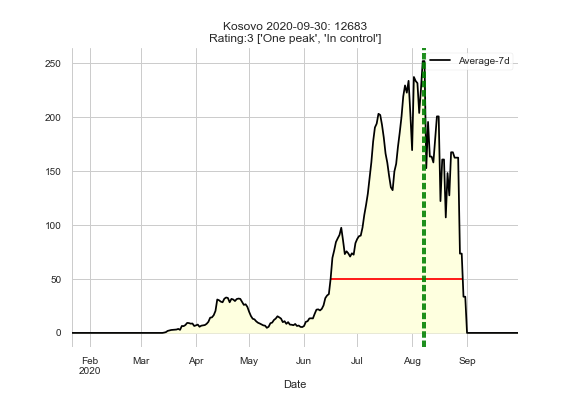 Kosovo 2020-09-30: 12683
Rating:3 ['One peak', 'In control']
Average-7d
250
200
150
100
50
0
Feb Mar Apr May Jun Jul Aug Sep
2020
Date